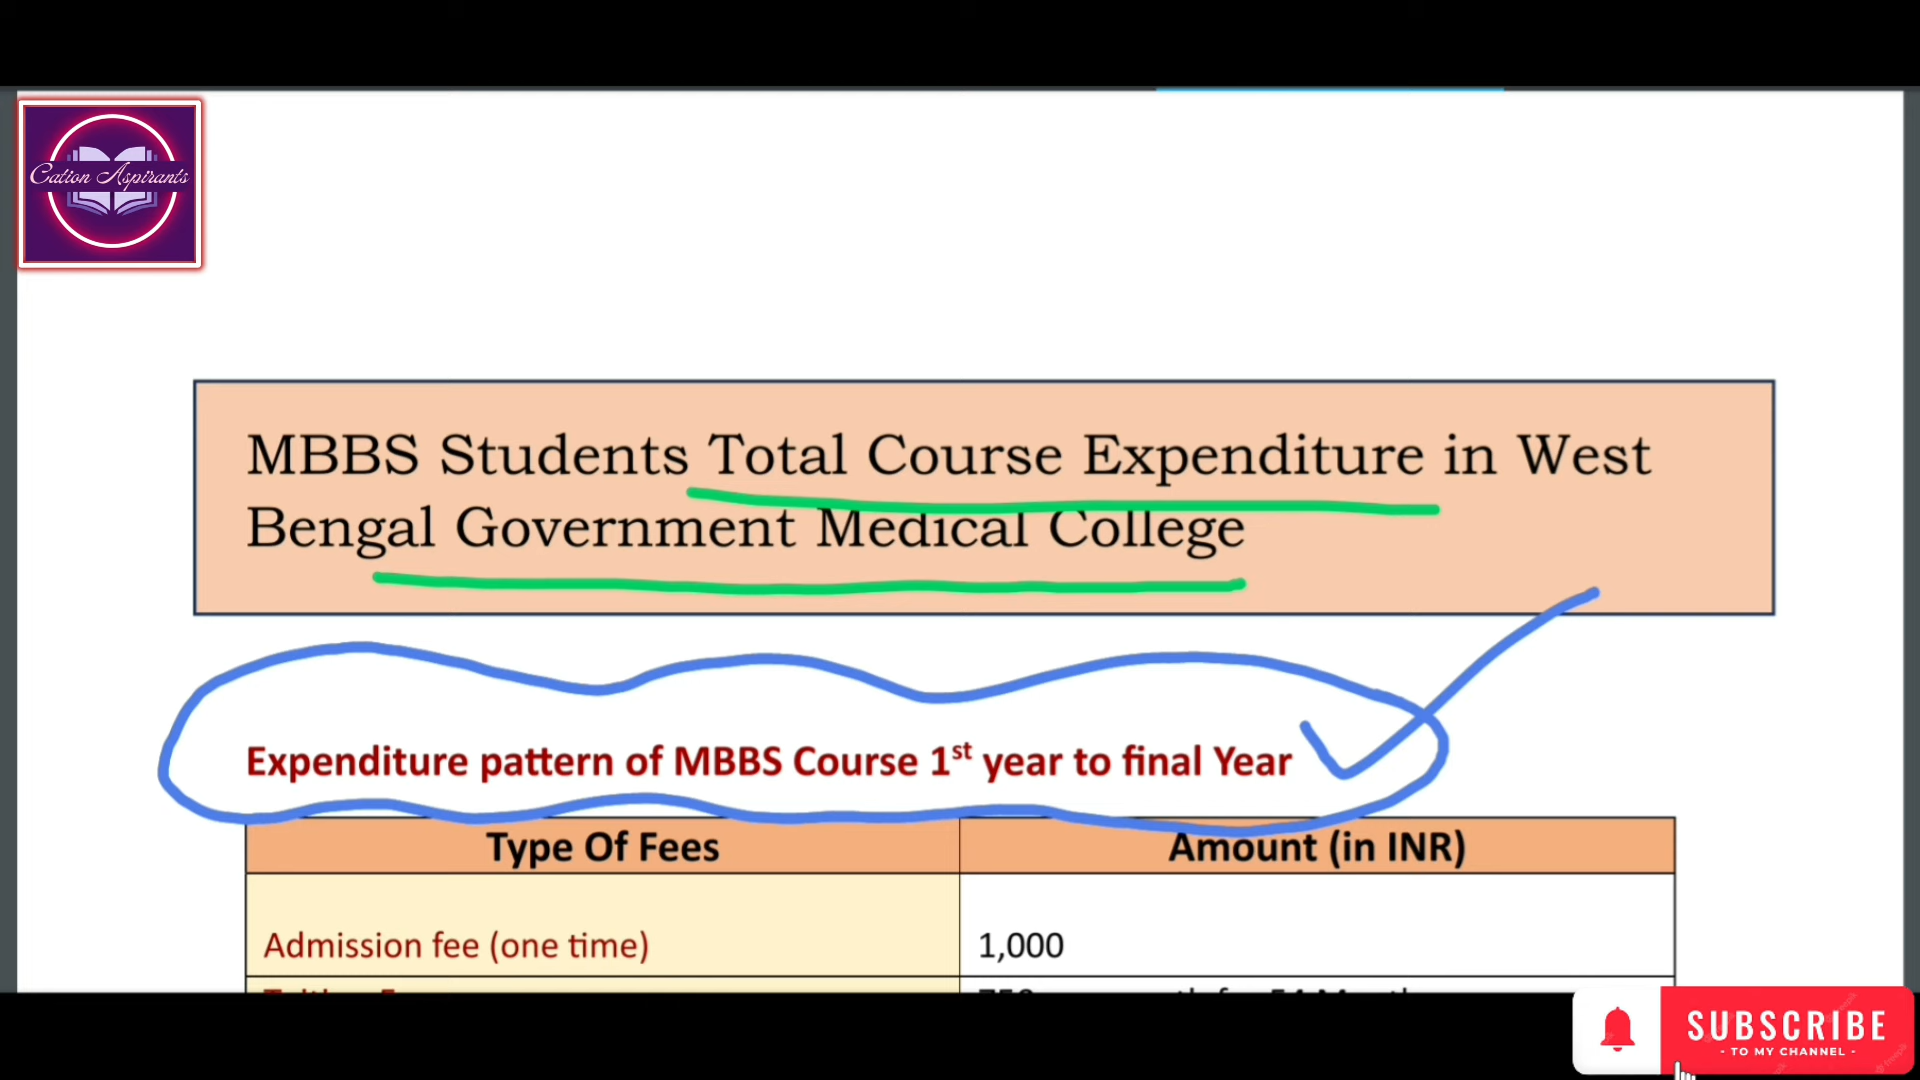 Cation Aspirants
MBBS Students Total Course Expenditure in West
Bengal Government Medical College
Expenditure pattern of MBBS Course 1st year to final Year
Type Of Fees
Amount (in INR)
Admission fee (one time)
1,000
SUBSCRIBE
- TO MY CHANNEL -